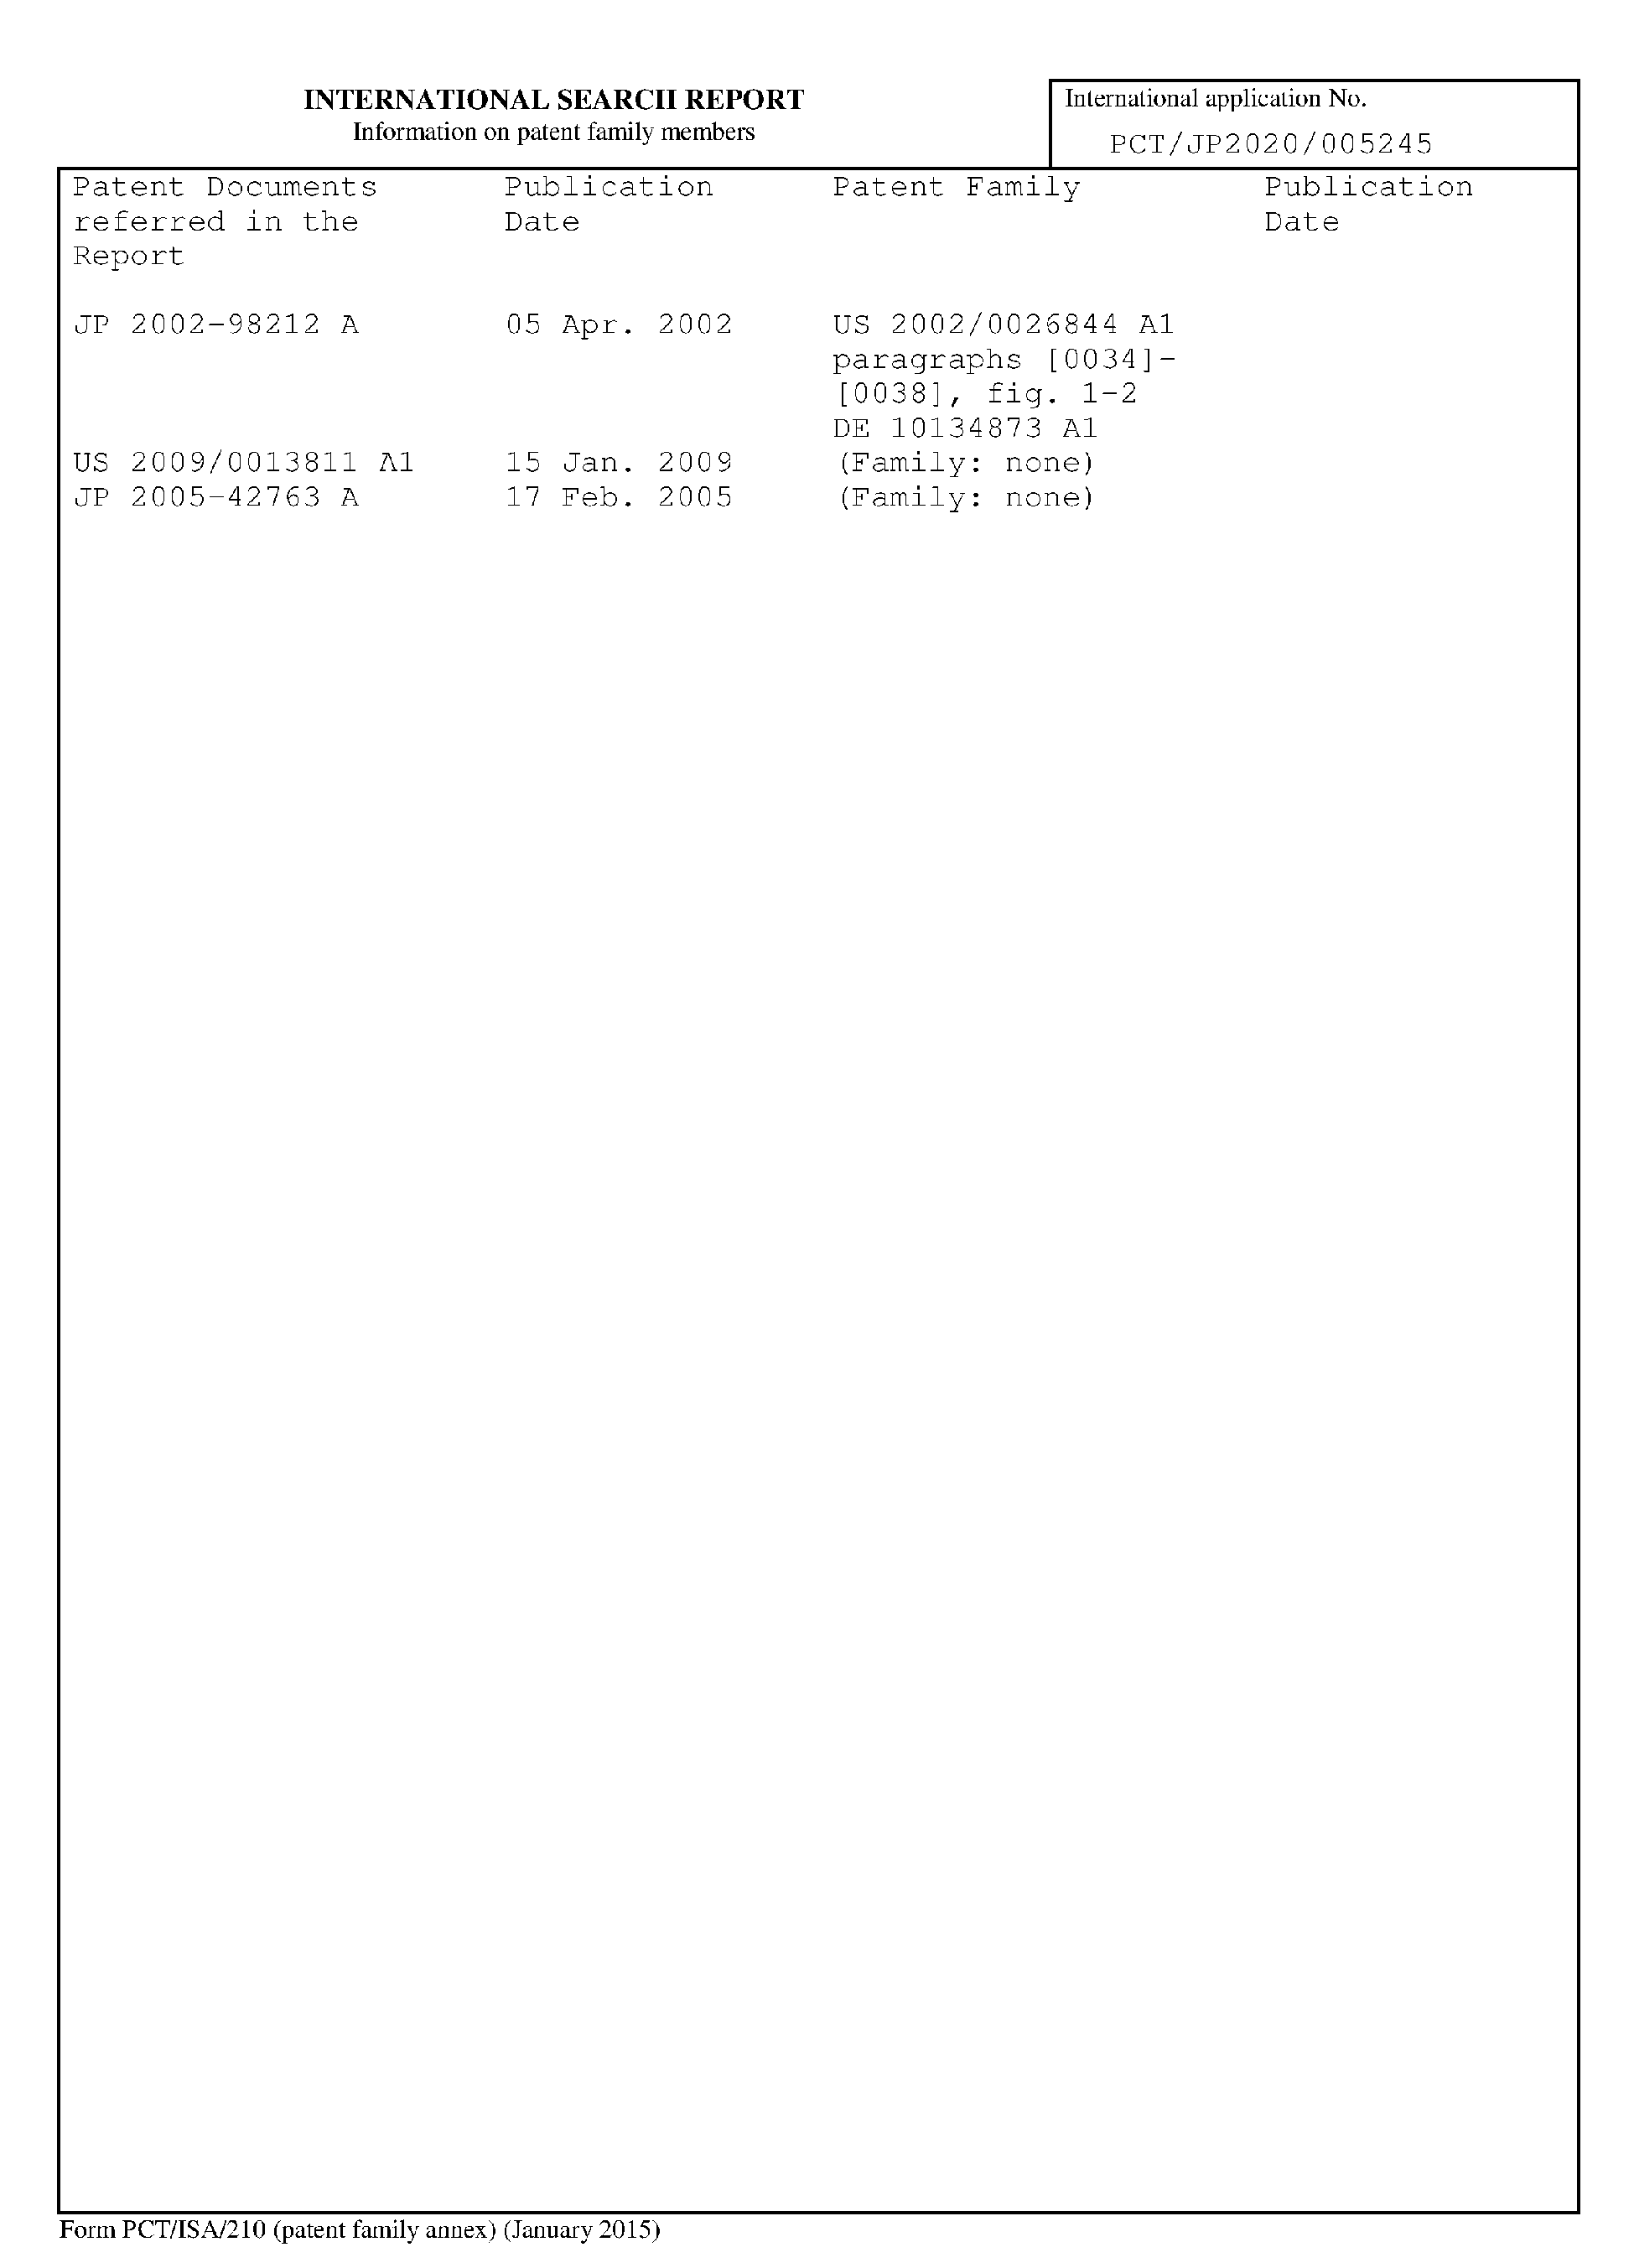 INTERNATIONAL SEARCH REPORT
Information on patent family members
International application No.
PCT/JP2020/005245
Patent Documents referred in the Report
Publication Date
Patent Family
Publication Date
JP 2002-98212 A 05 Apr. 2002 US 2002/0026844 A1
paragraphs [0034]-
[0038], fig. 1-2
DE 10134873 A1
US 2009/0013811 A1 15 Jan. 2009 (Family: none)
JP 2005-42763 A 17 Feb. 2005 (Family: none)
Form PCT/ISA/210 (patent family annex) (January 2015)